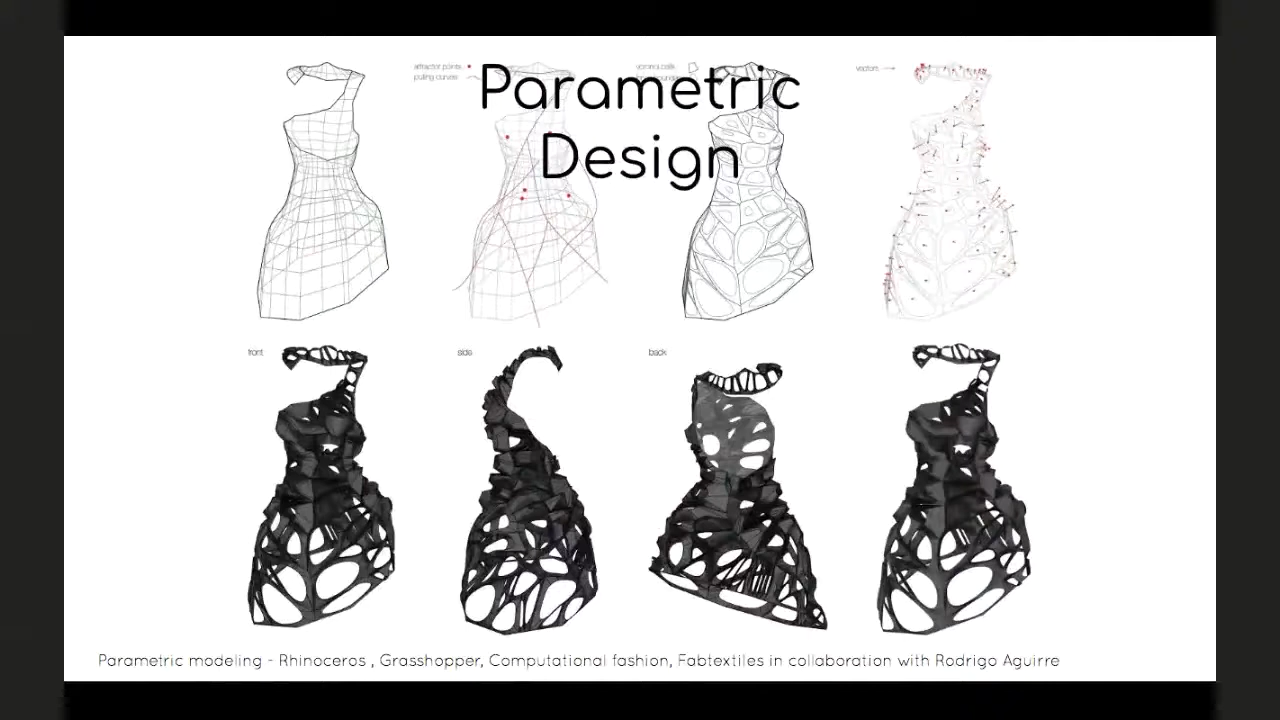 attractor points
pulling curves
voronoi cells
vectors
Parametric
Design
front
side
back
Parametric modeling - Rhinoceros , Grasshopper, Computational fashion, Fabtextiles in collaboration with Rodrigo Aguirre